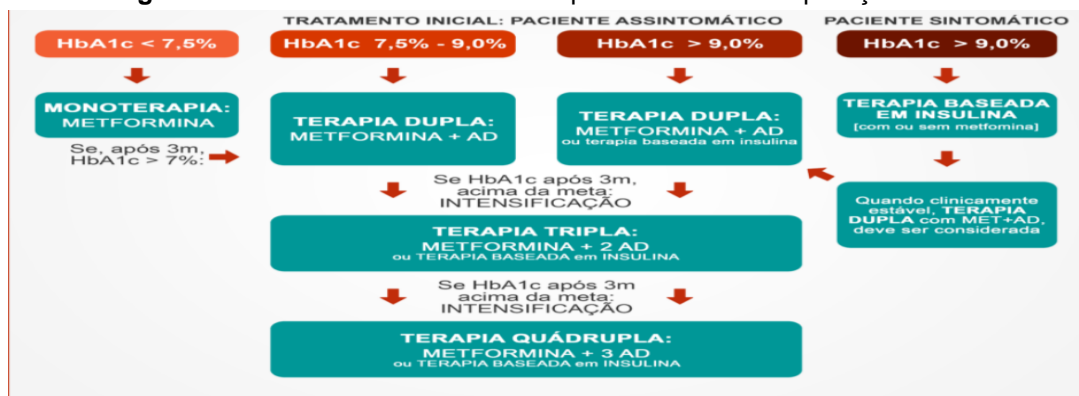 TRATAMENTO INICIAL: PACIENTE ASSINTOMÁTICO
PACIENTE SINTOMÁTICO
HbA1c < 7,5%
HbA1c 7,5% - 9,0%
HbA1c > 9,0%
HbA1c > 9,0%
MONOTERAPIA:
METFORMINA
Se, após 3m,
HbA1c > 7%:
TERAPIA DUPLA:
METFORMINA + AD
TERAPIA DUPLA:
METFORMINA + AD
ou terapia baseada em insulina
TERAPIA BASEADA
EM INSULINA
[com ou sem metfomina]
Quando clinicamente
estável, TERAPIA
DUPLA com MET+AD,
deve ser considerada
Se HbA1c após 3m,
acima da meta:
INTENSIFICAÇÃO
TERAPIA TRIPLA:
METFORMINA + 2 AD
ou TERAPIA BASEADA em INSULINA
Se HbA1c após 3m
acima da meta:
INTENSIFICAÇÃO
TERAPIA QUÁDRUPLA:
METFORMINA + 3 AD
ou TERAPIA BASEADA em INSULINA